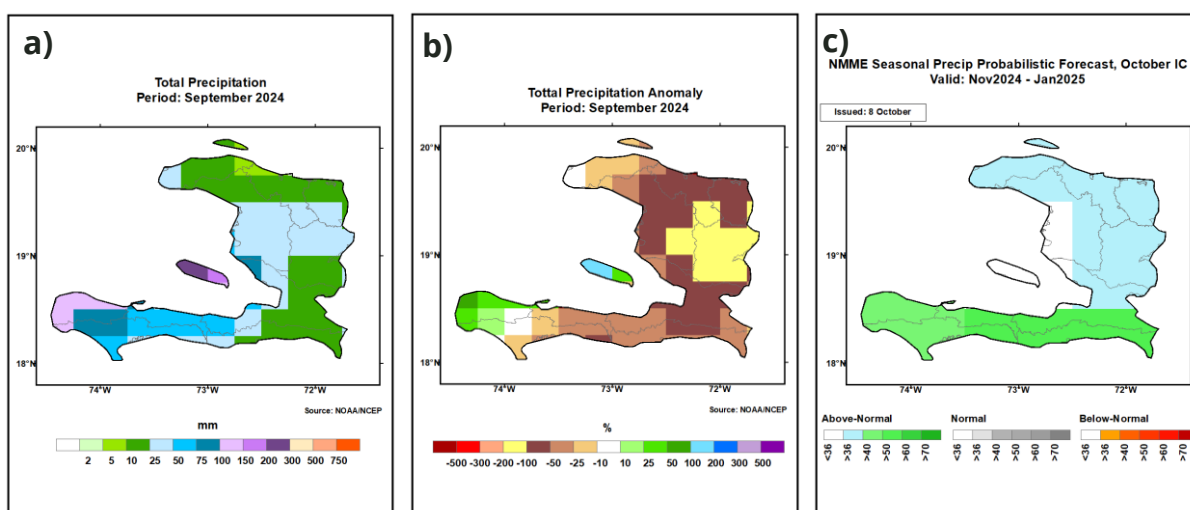 a)
Total Precipitation
Period: September 2024
20°N
19°N
18°N
74°W 73°W 72°W
Source: NOAA/NCEP
mm
2 5 10 25 50 75 100 150 200 300 500 750
b)
Tottal Precipitation Anomaly
Period: September 2024
20°N
19°N
18°N
74°W 73°W 72°W
Source: NOAA/NCEP
%
-500 -300 -200 -100 -50 -25 -10 10 25 50 100 200 300 500
c)
NMME Seasonal Precip Probabilistic Forecast, October IC
Valid: Nov2024 - Jan2025
Issued: 8 October
20°N
19°N
18°N
74°W 73°W 72°W
Above-Normal Normal Below-Normal
<36 >36 >40 >50 >60 >70 <36 >36 >40 >50 >60 >70 <36 >36 >40 >50 >60 >70